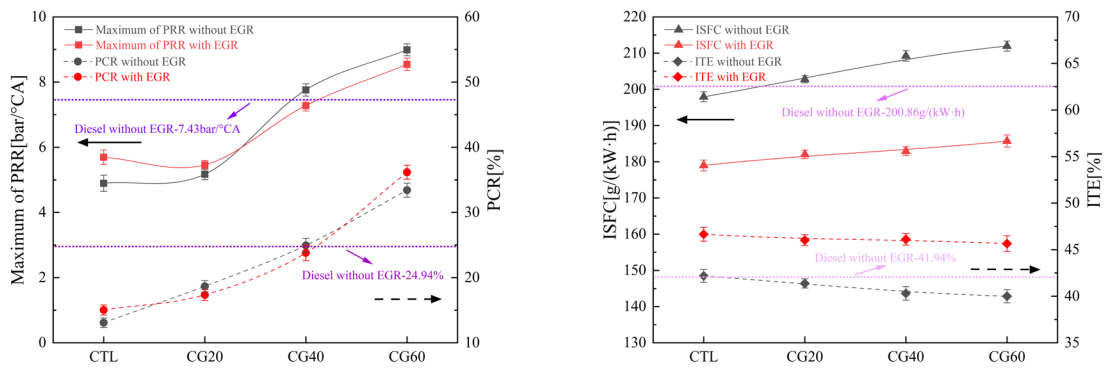 Maximum of PRR without EGR
Maximum of PRR with EGR
PCR without EGR
PCR with EGR
Diesel without EGR-7.43bar/°CA
Diesel without EGR-24.94%
Maximum of PRR[bar/°CA]
10
8
6
4
2
0
60
50
40
30
20
10
PCR[%]
CTL CG20 CG40 CG60
ISFC without EGR
ISFC with EGR
ITE without EGR
ITE with EGR
Diesel without EGR-200.86g/(kW·h)
Diesel without EGR-41.94%
ISFC[g/(kW·h)
220
210
200
190
180
170
160
150
140
130
70
65
60
55
50
45
40
35
ITE[%]
CTL CG20 CG40 CG60